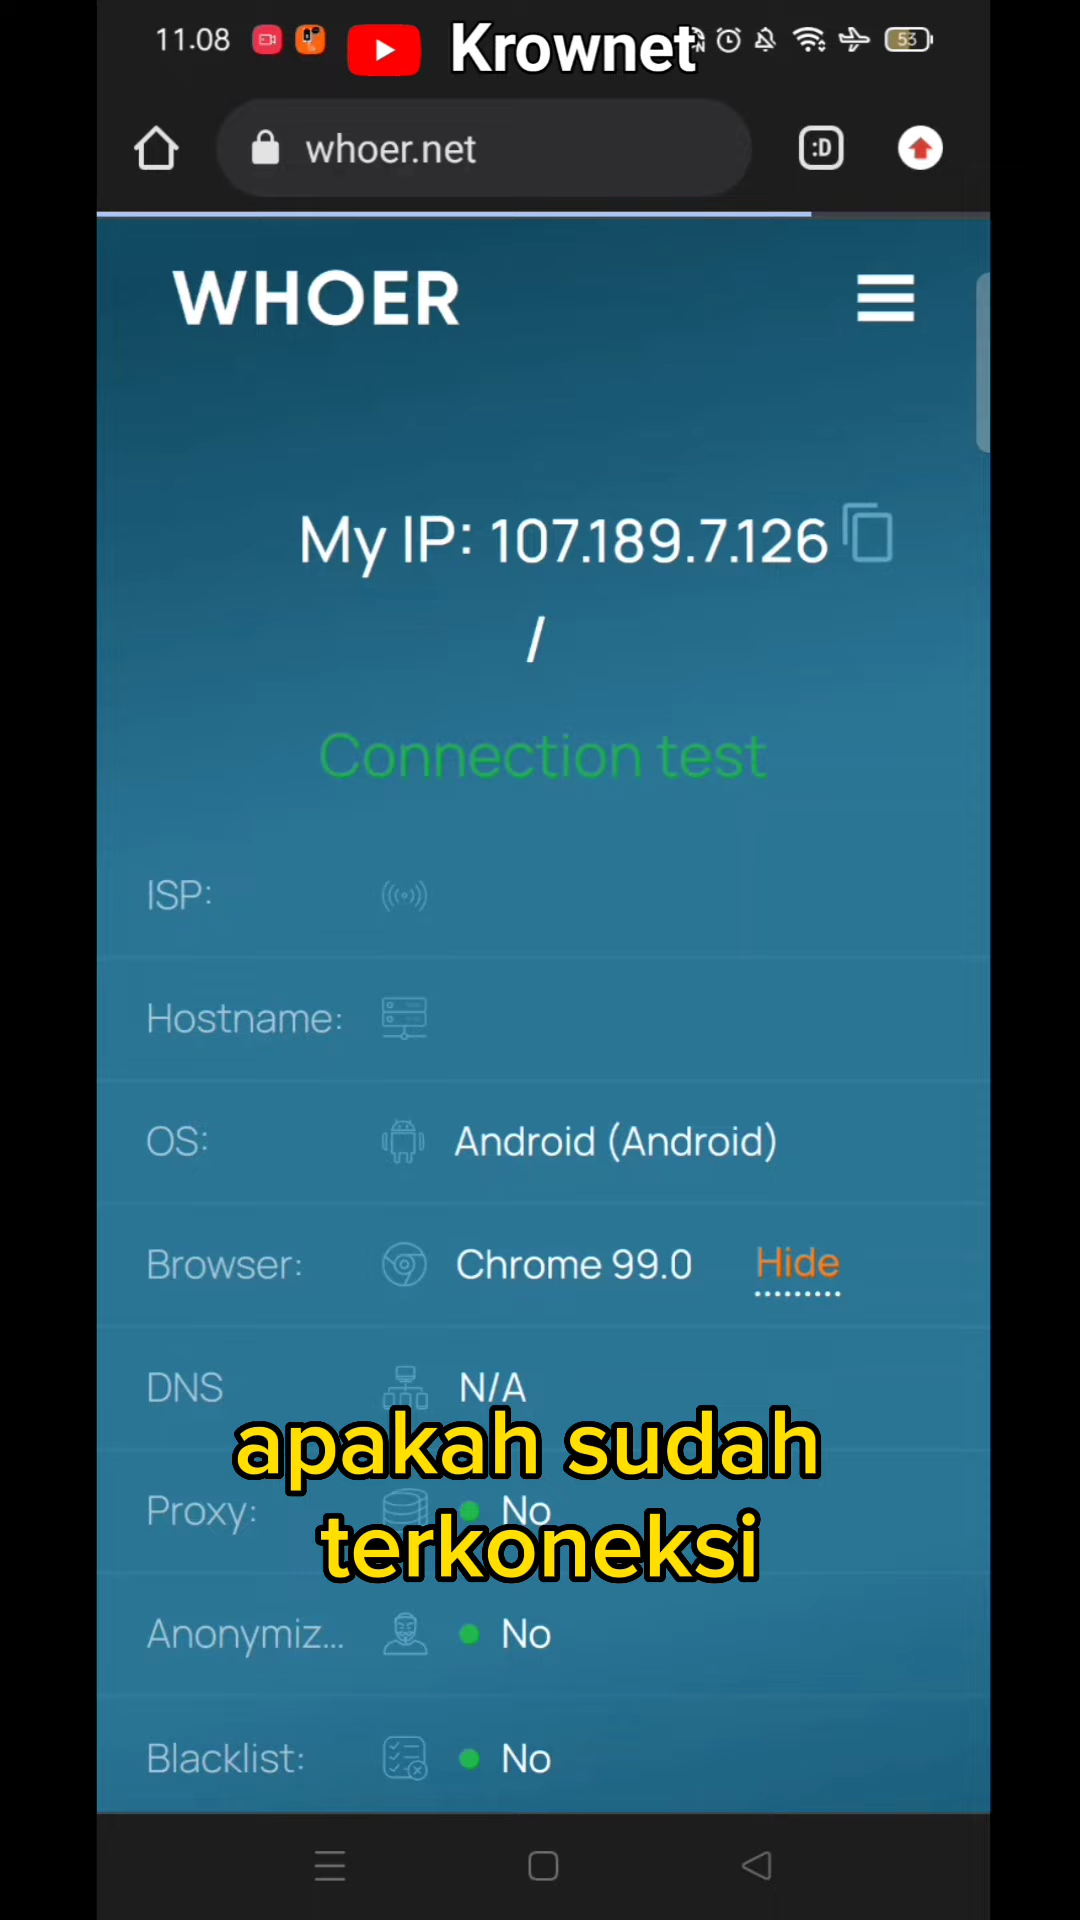 11.08
Krownet
53
whoer.net
:D
WHOER
My IP: 107.189.7.126
/
Connection test
ISP:
Hostname:
OS: Android (Android)
Browser: Chrome 99.0 Hide
DNS N/A
apakah sudah
Proxy: No
terkoneksi
Anonymiz... No
Blacklist: No